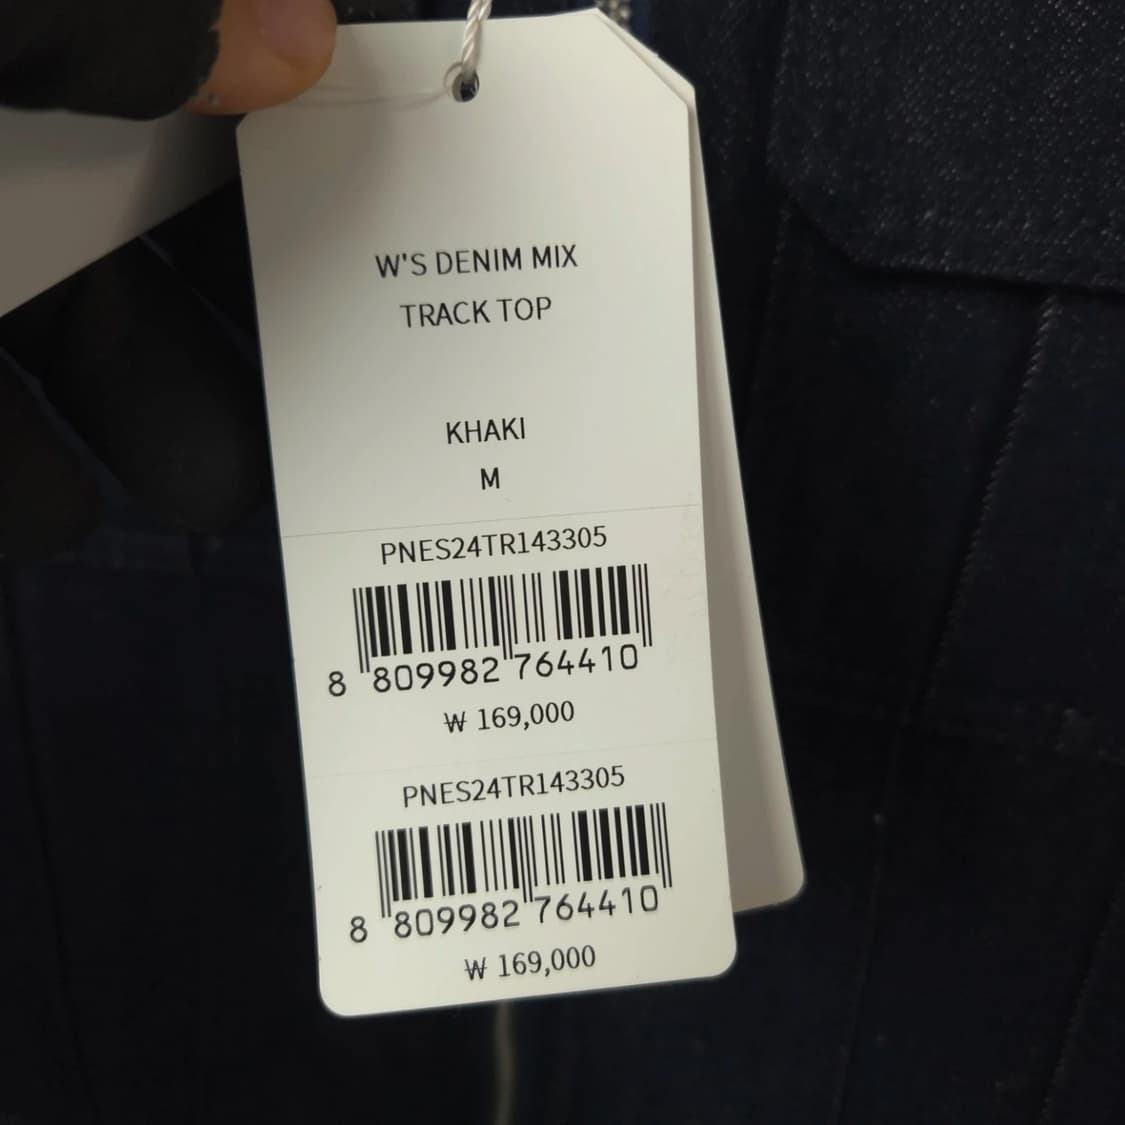 W'S DENIM MIX
TRACK TOP
KHAKI
M
PNES24TR143305
8 809982 764410
₩ 169,000
PNES24TR143305
8 809982 764410
₩ 169,000